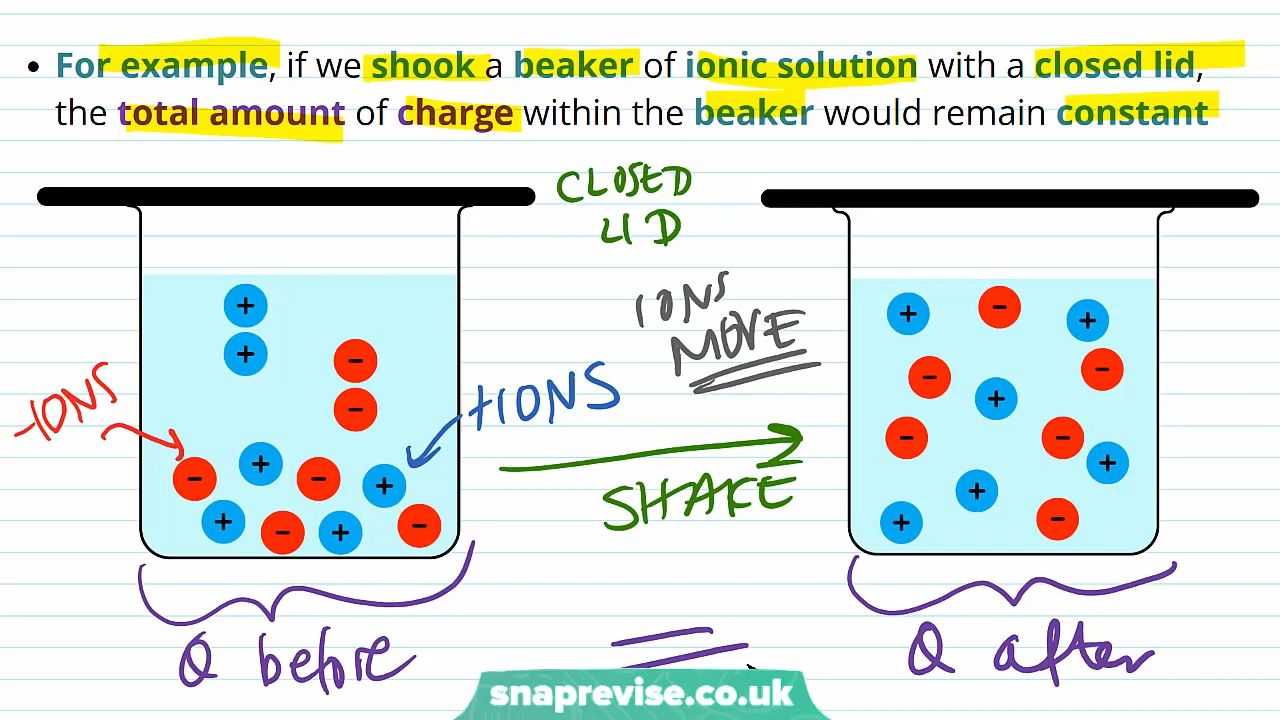 • For example, if we shook a beaker of ionic solution with a closed lid,
the total amount of charge within the beaker would remain constant
CLOSED
LID
IONS
MOVE
-IONS
+IONS
SHAKE
+
+
-
-
+
-
-
+
+
-
+
-
+
-
+
-
-
+
-
-
+
+
-
+
Q before
=
Q after
snaprevise.co.uk